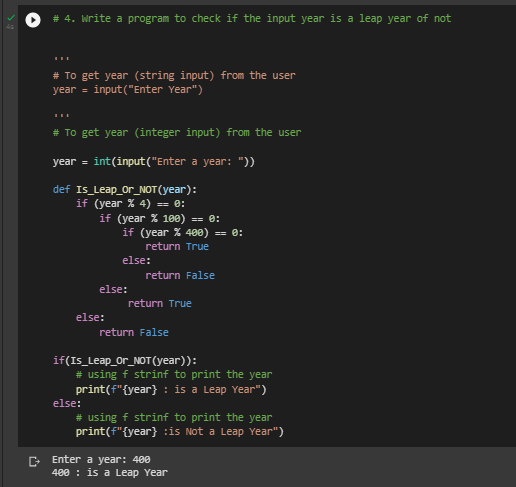 # 4. Write a program to check if the input year is a leap year of not
4s
'''
# To get year (string input) from the user
year = input("Enter Year")
'''
# To get year (integer input) from the user
year = int(input("Enter a year: "))
def Is_Leap_Or_NOT(year):
if (year % 4) == 0:
if (year % 100) == 0:
if (year % 400) == 0:
return True
else:
return False
else:
return True
else:
return False
if(Is_Leap_Or_NOT(year)):
# using f strinf to print the year
print(f"{year} : is a Leap Year")
else:
# using f strinf to print the year
print(f"{year} :is Not a Leap Year")
Enter a year: 400
400 : is a Leap Year